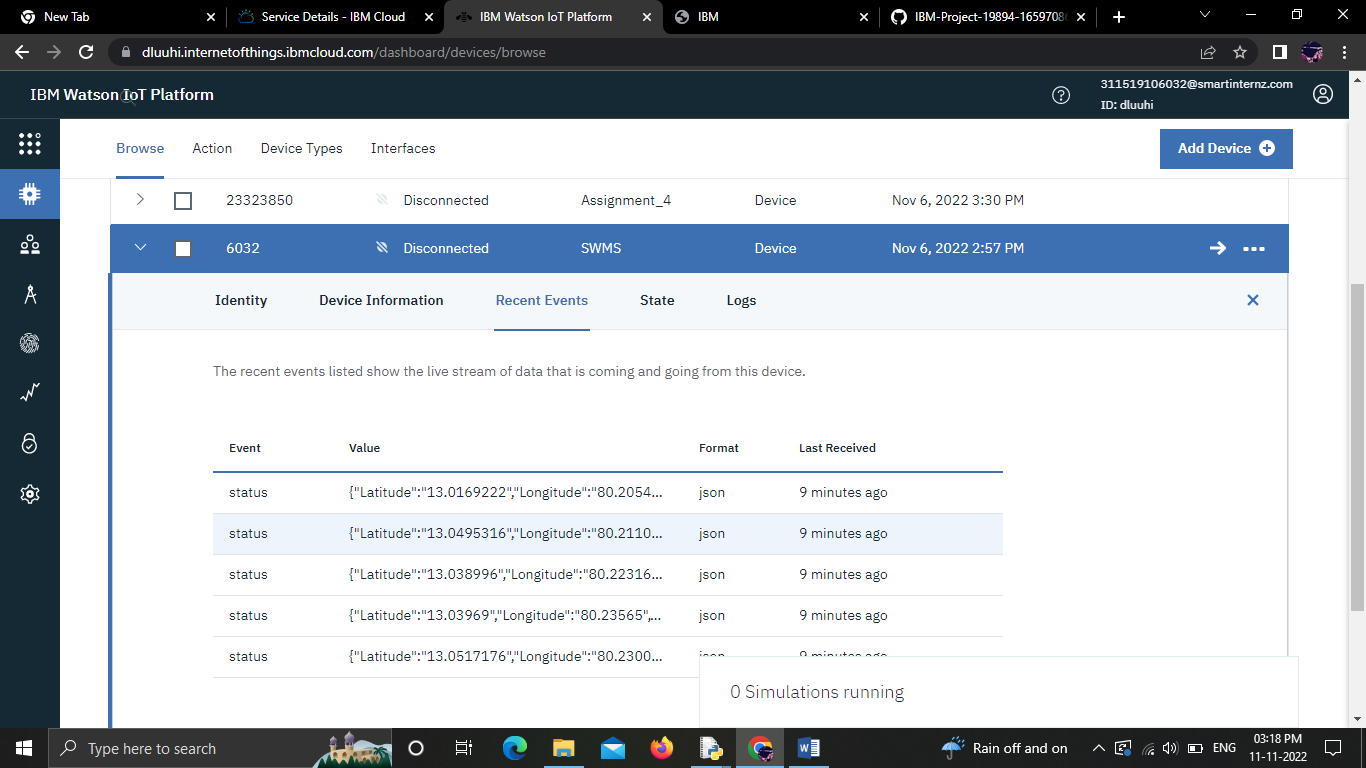 New Tab
Service Details - IBM Cloud
IBM Watson IoT Platform
IBM
IBM-Project-19894-1659708
dluuhi.internetofthings.ibmcloud.com/dashboard/devices/browse
IBM Watson IoT Platform
311519106032@smartinternz.com
ID: dluuhi
Browse Action Device Types Interfaces
Add Device
23323850 Disconnected Assignment_4 Device Nov 6, 2022 3:30 PM
6032 Disconnected SWMS Device Nov 6, 2022 2:57 PM
Identity Device Information Recent Events State Logs
The recent events listed show the live stream of data that is coming and going from this device.
Event Value Format Last Received
status {"Latitude":"13.0169222","Longitude":"80.2054... json 9 minutes ago
status {"Latitude":"13.0495316","Longitude":"80.2110... json 9 minutes ago
status {"Latitude":"13.038996","Longitude":"80.22316... json 9 minutes ago
status {"Latitude":"13.03969","Longitude":"80.23565",... json 9 minutes ago
status {"Latitude":"13.0517176","Longitude":"80.2300... json 9 minutes ago
0 Simulations running
Type here to search
Rain off and on
ENG
03:18 PM
11-11-2022